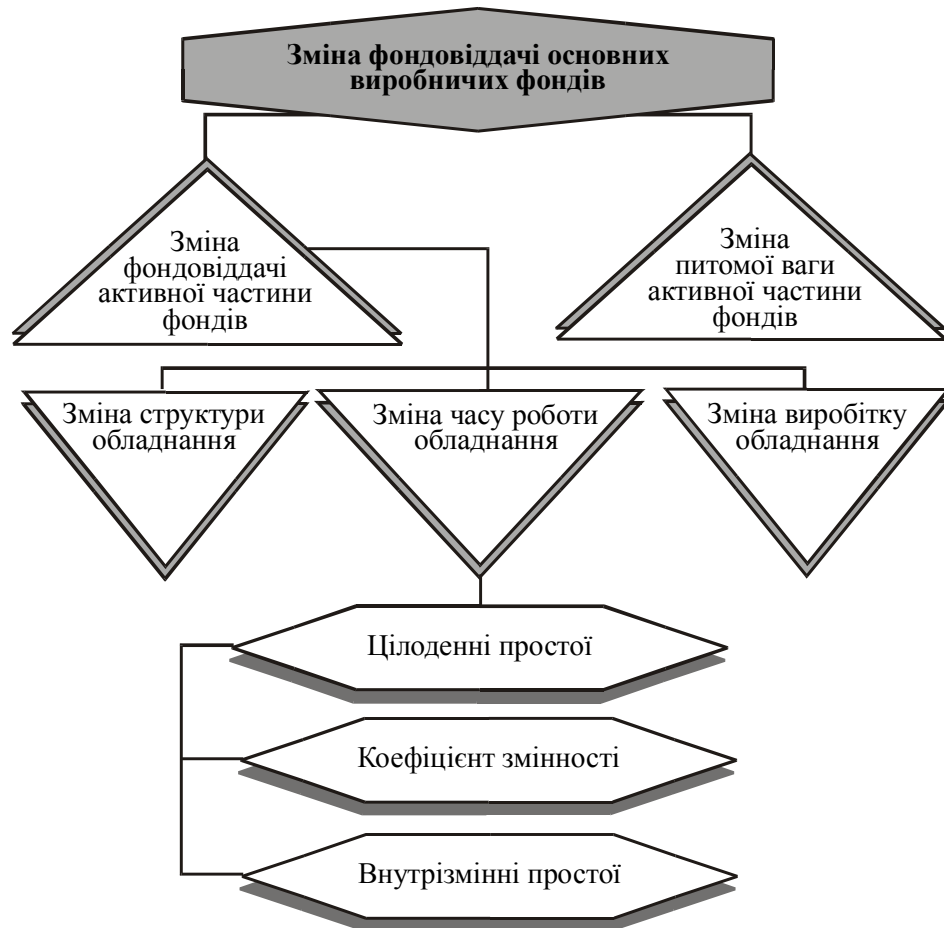 Зміна фондовіддачі основних
виробничих фондів
Зміна
фондовіддачі
активної частини
фондів
Зміна
питомої ваги
активної частини
фондів
Зміна структури
обладнання
Зміна часу роботи
обладнання
Зміна виробітку
обладнання
Цілоденні простої
Коефіцієнт змінності
Внутрізмінні простої